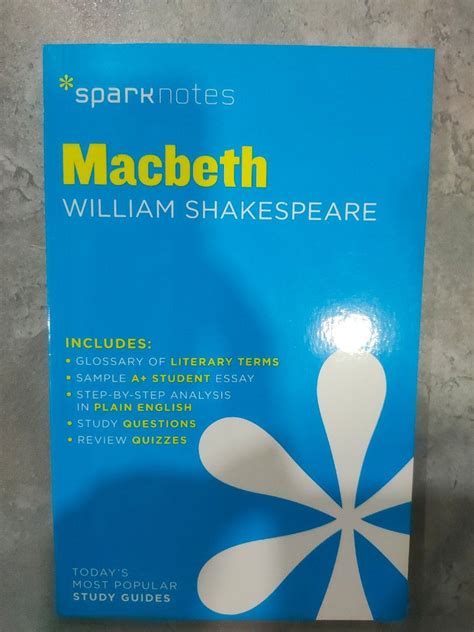 *sparknotes
Macbeth
WILLIAM SHAKESPEARE
INCLUDES:
• GLOSSARY OF LITERARY TERMS
• SAMPLE A+ STUDENT ESSAY
• STEP-BY-STEP ANALYSIS
IN PLAIN ENGLISH
• STUDY QUESTIONS
• REVIEW QUIZZES
TODAY'S
MOST POPULAR
STUDY GUIDES